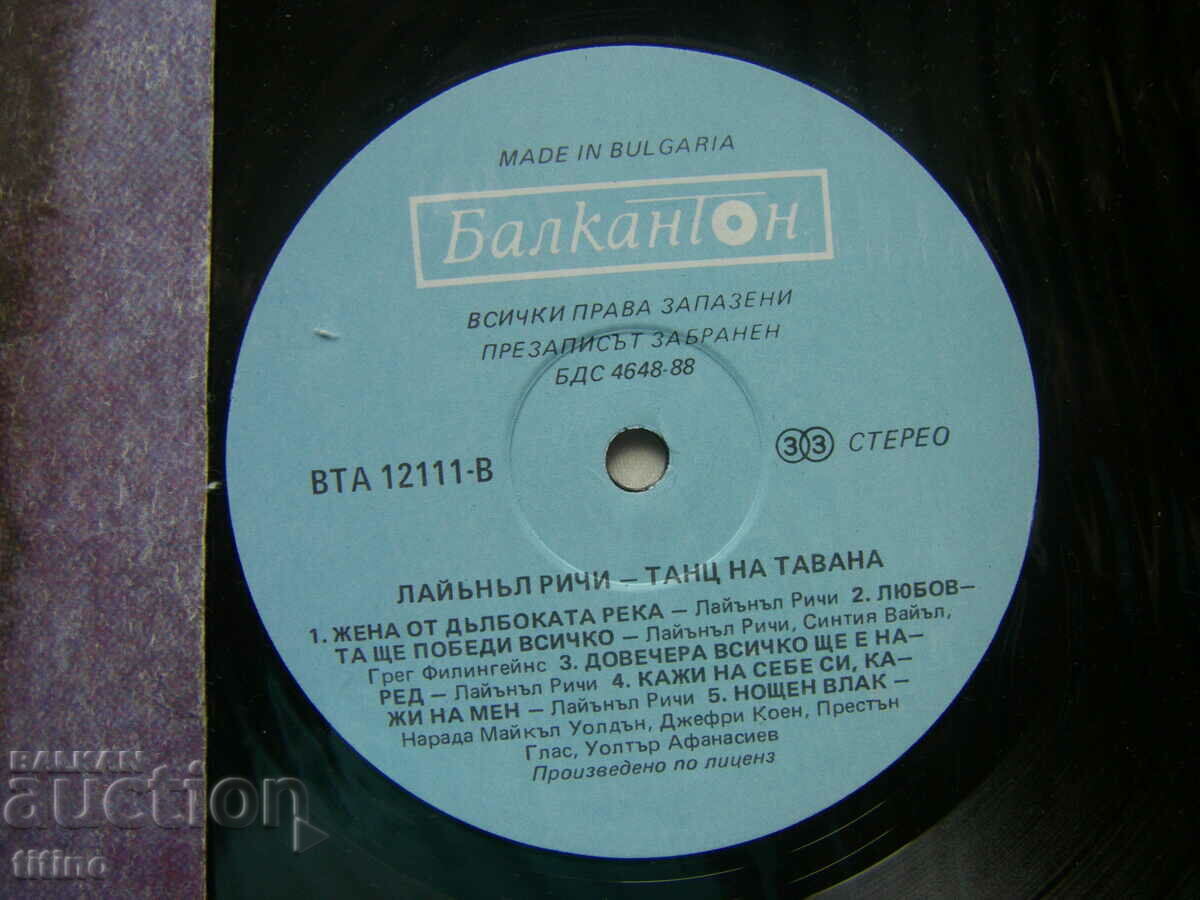 MADE IN BULGARIA
Балкантон
ВСИЧКИ ПРАВА ЗАПАЗЕНИ
ПРЕЗАПИСЪТ ЗАБРАНЕН
БДС 4648-88
ВТА 12111-В
33 СТЕРЕО
ЛАЙЬНЪЛ РИЧИ – ТАНЦ НА ТАВАНА
1. ЖЕНА ОТ ДЬЛБОКАТА РЕКА – Лайънъл Ричи 2. ЛЮБОВ–
ТА ЩЕ ПОБЕДИ ВСИЧКО – Лайънъл Ричи, Синтия Вайъл,
Грег Филингейнс 3. ДОВЕЧЕРА ВСИЧКО ЩЕ Е НА–
РЕД – Лайънъл Ричи 4. КАЖИ НА СЕБЕ СИ, КА–
ЖИ НА МЕН – Лайънъл Ричи 5. НОЩЕН ВЛАК –
Нарада Майкъл Уолдън, Джефри Коен, Престън
Глас, Уолтър Афанасиев
Произведено по лиценз
BALKAN
auction
titino